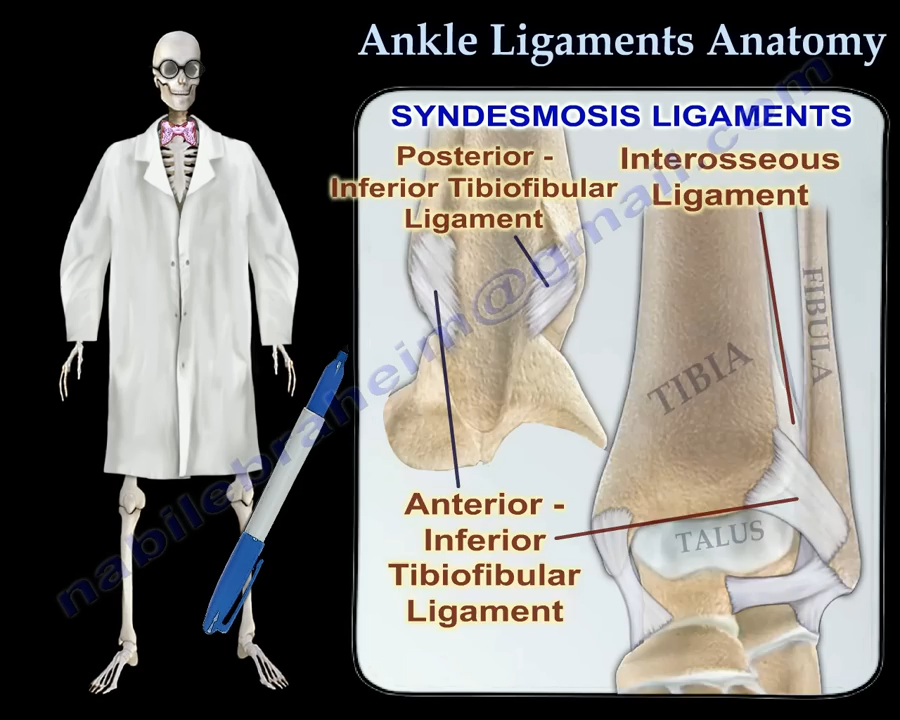 Ankle Ligaments Anatomy
SYNDESMOSIS LIGAMENTS
Posterior -
Inferior Tibiofibular
Ligament
Interosseous
Ligament
FIBULA
TIBIA
TALUS
Anterior -
Inferior
Tibiofibular
Ligament
nabilebraheim@gmail.com